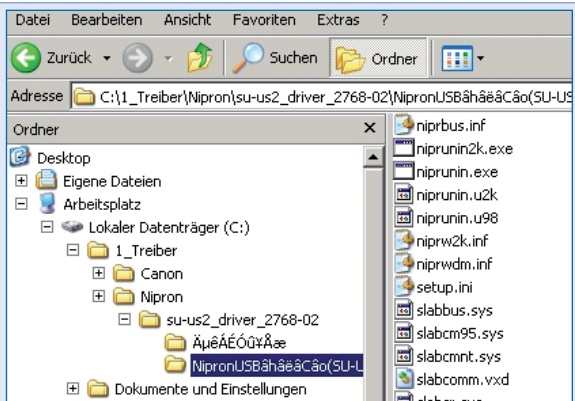 Datei Bearbeiten Ansicht Favoriten Extras ?
Zurück Suchen Ordner
Adresse C:\1_Treiber\Nipron\su-us2_driver_2768-02\NipronUSBâhâëâCâo(SU-US
Ordner
Desktop
Eigene Dateien
Arbeitsplatz
Lokaler Datenträger (C:)
1_Treiber
Canon
Nipron
su-us2_driver_2768-02
ÄµêÁÉÓû¥Åæ
NipronUSBâhâëâCâo(SU-U
Dokumente und Einstellungen
niprbus.inf
niprunin2k.exe
niprunin.exe
niprunin.u2k
niprunin.u98
niprw2k.inf
niprwdm.inf
setup.ini
slabbus.sys
slabcm95.sys
slabcmnt.sys
slabcomm.vxd